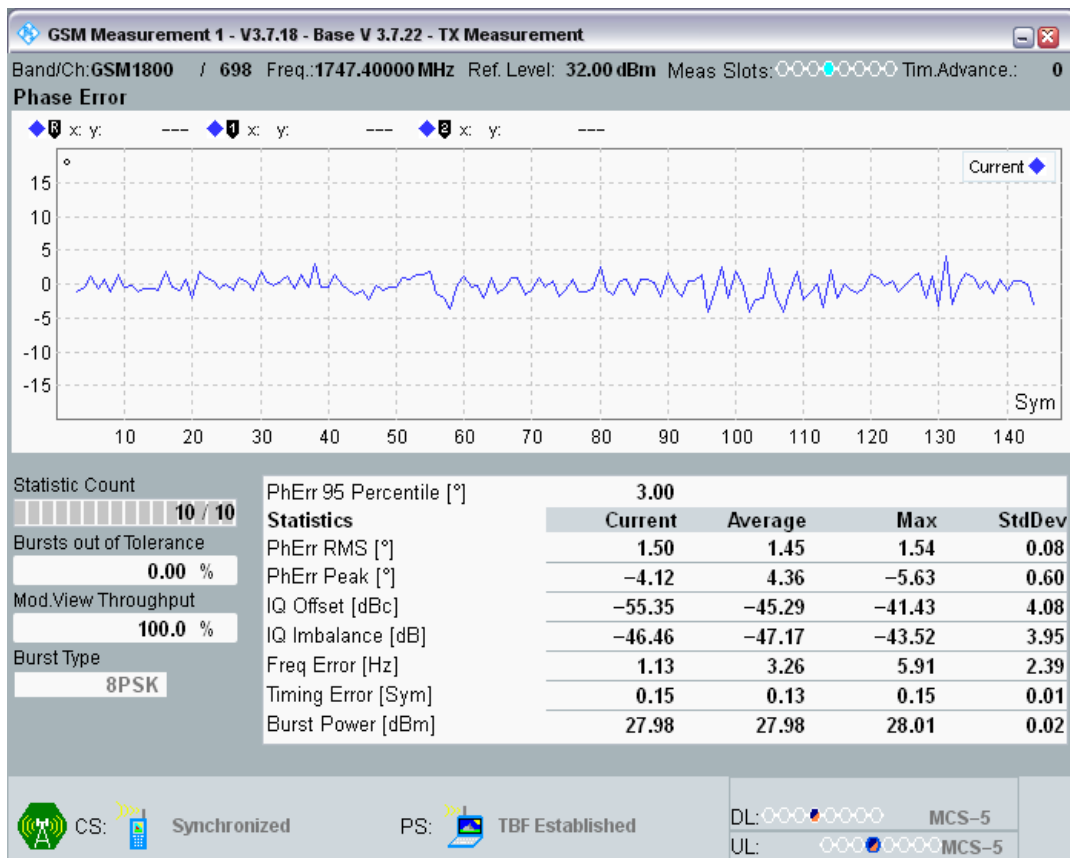 GSM Measurement 1 - V3.7.18 - Base V 3.7.22 - TX Measurement
Band/Ch:GSM1800 / 698 Freq.:1747.40000 MHz Ref. Level: 32.00 dBm Meas Slots: Tim.Advance.: 0
Phase Error
R x: y: --- 1 x: y: --- 2 x: y: ---
°
Current
15
10
5
0
-5
-10
-15
Sym
10 20 30 40 50 60 70 80 90 100 110 120 130 140
Statistic Count
10 / 10
Bursts out of Tolerance
0.00 %
Mod.View Throughput
100.0 %
Burst Type
8PSK
PhErr 95 Percentile [°] 3.00
Statistics Current Average Max StdDev
PhErr RMS [°] 1.50 1.45 1.54 0.08
PhErr Peak [°] −4.12 4.36 −5.63 0.60
IQ Offset [dBc] −55.35 −45.29 −41.43 4.08
IQ Imbalance [dB] −46.46 −47.17 −43.52 3.95
Freq Error [Hz] 1.13 3.26 5.91 2.39
Timing Error [Sym] 0.15 0.13 0.15 0.01
Burst Power [dBm] 27.98 27.98 28.01 0.02
CS: Synchronized PS: TBF Established
DL: MCS−5
UL: MCS−5